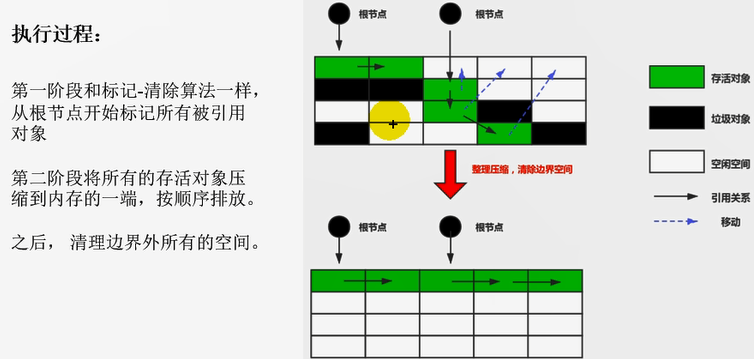 执行过程：
第一阶段和标记-清除算法一样，
从根节点开始标记所有被引用
对象
第二阶段将所有的存活对象压
缩到内存的一端，按顺序排放。
之后， 清理边界外所有的空间。
根节点
根节点
存活对象
垃圾对象
空闲空间
引用关系
移动
整理压缩，清除边界空间
根节点
根节点